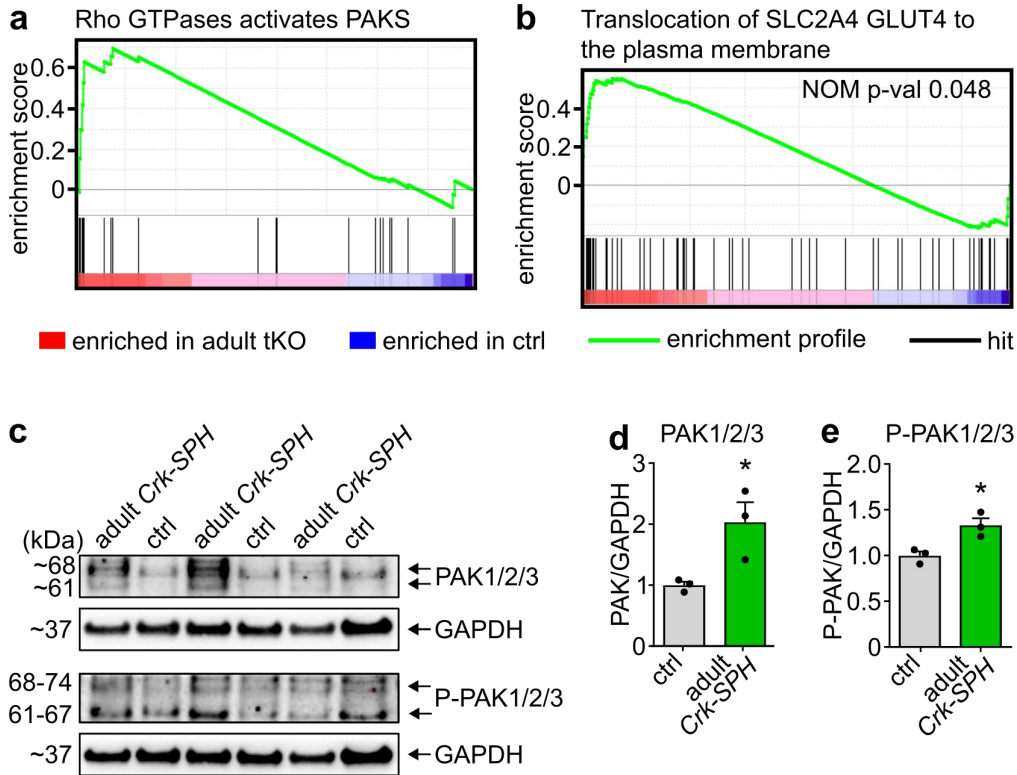 a
Rho GTPases activates PAKS
enrichment score
0.6
0.4
0.2
0
b
Translocation of SLC2A4 GLUT4 to
the plasma membrane
NOM p-val 0.048
enrichment score
0.4
0.2
0
enriched in adult tKO
enriched in ctrl
enrichment profile
hit
c
adult Crk-SPH
ctrl
adult Crk-SPH
ctrl
adult Crk-SPH
ctrl
(kDa)
~68
~61
PAK1/2/3
~37
GAPDH
68-74
61-67
P-PAK1/2/3
~37
GAPDH
d
PAK1/2/3
PAK/GAPDH
3
2
1
0
*
ctrl
adult
Crk-SPH
e
P-PAK1/2/3
P-PAK/GAPDH
2.0
1.5
1.0
0.5
0
*
ctrl
adult
Crk-SPH